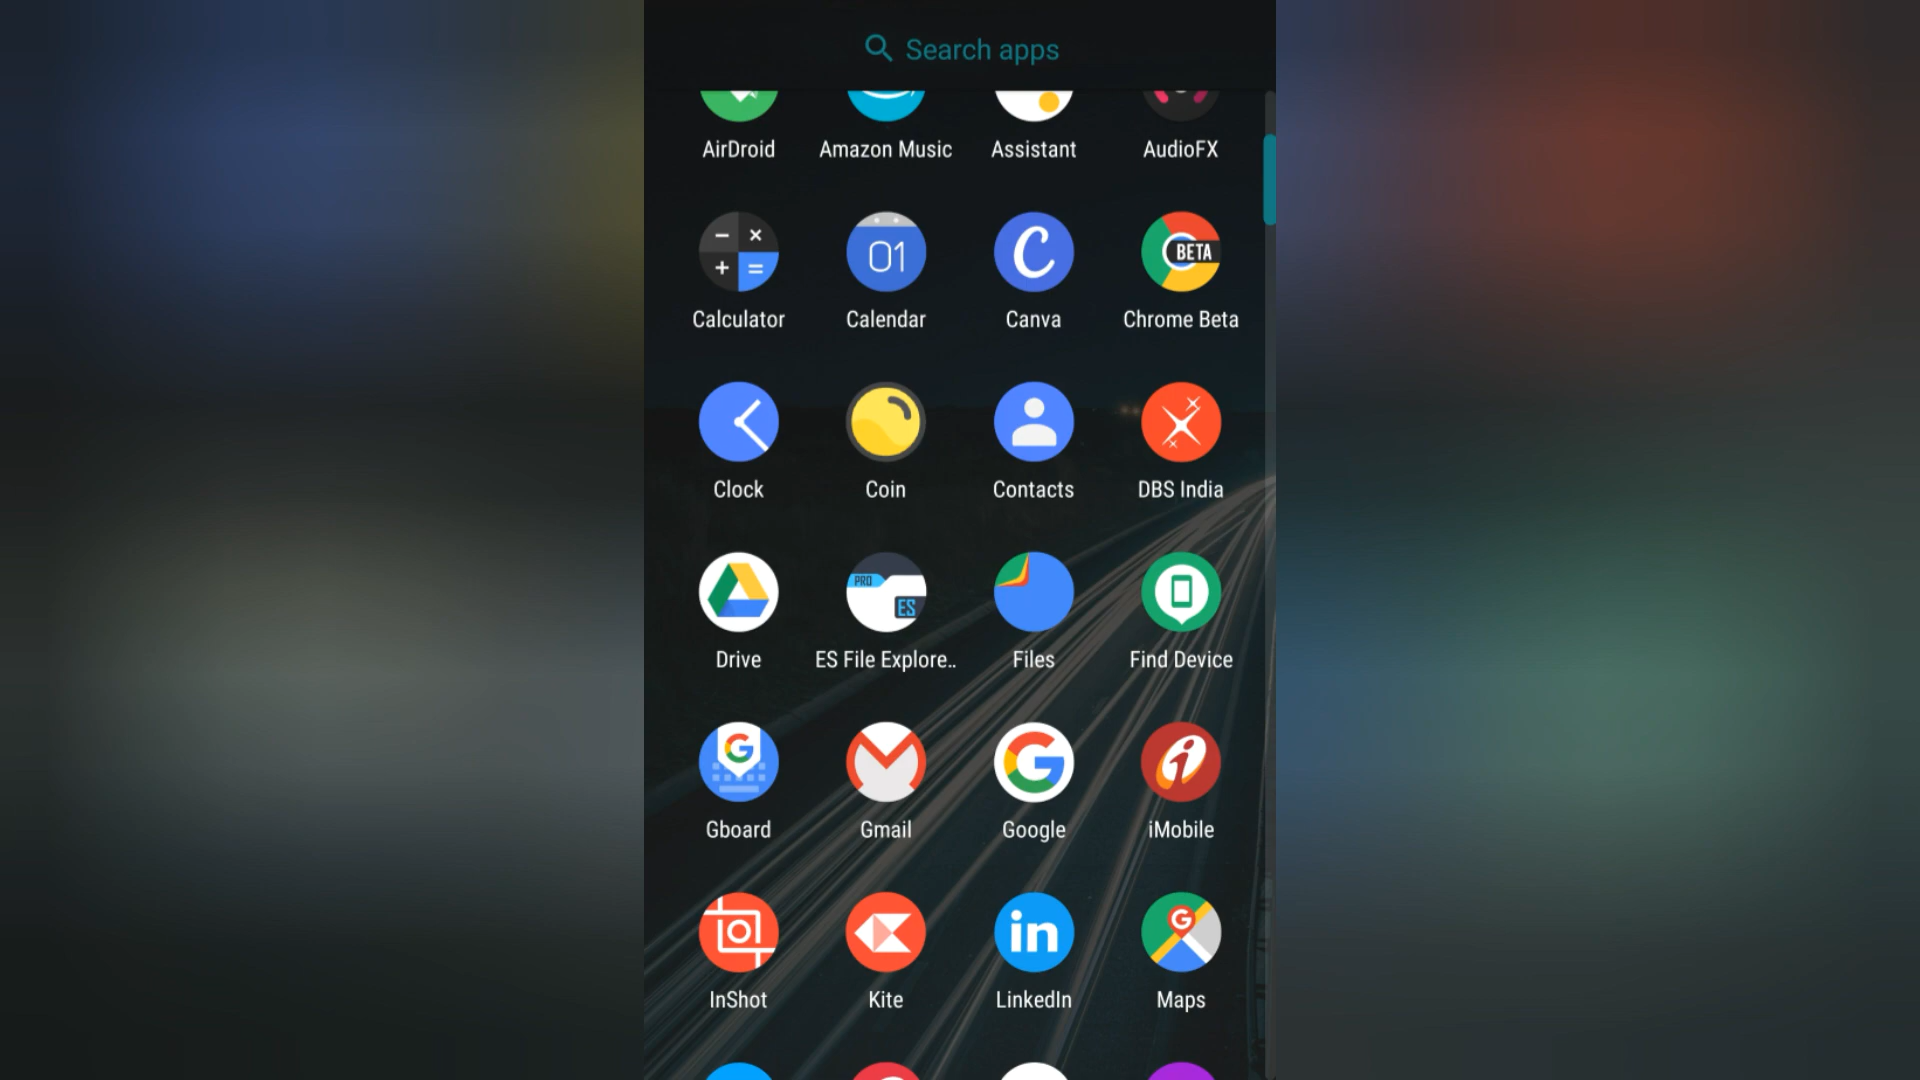 Search apps
AirDroid
Amazon Music
Assistant
AudioFX
− × + =
01
C
BETA
Calculator
Calendar
Canva
Chrome Beta
Clock
Coin
Contacts
DBS India
PRO
ES
Drive
ES File Explore..
Files
Find Device
G
G
i
Gboard
Gmail
Google
iMobile
in
G
InShot
Kite
LinkedIn
Maps